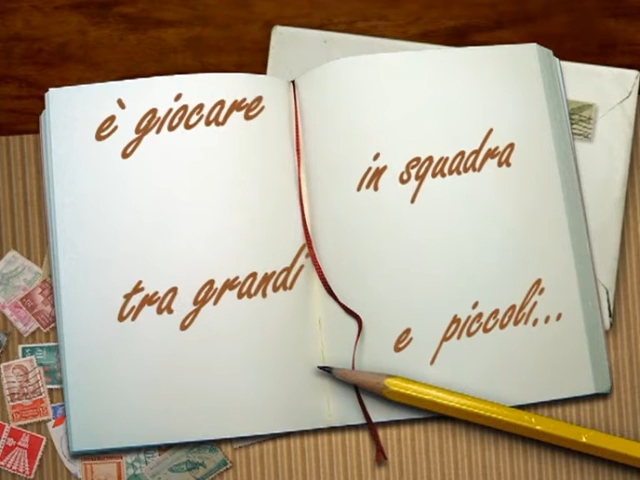 è giocare
in squadra
tra grandi
e piccoli...